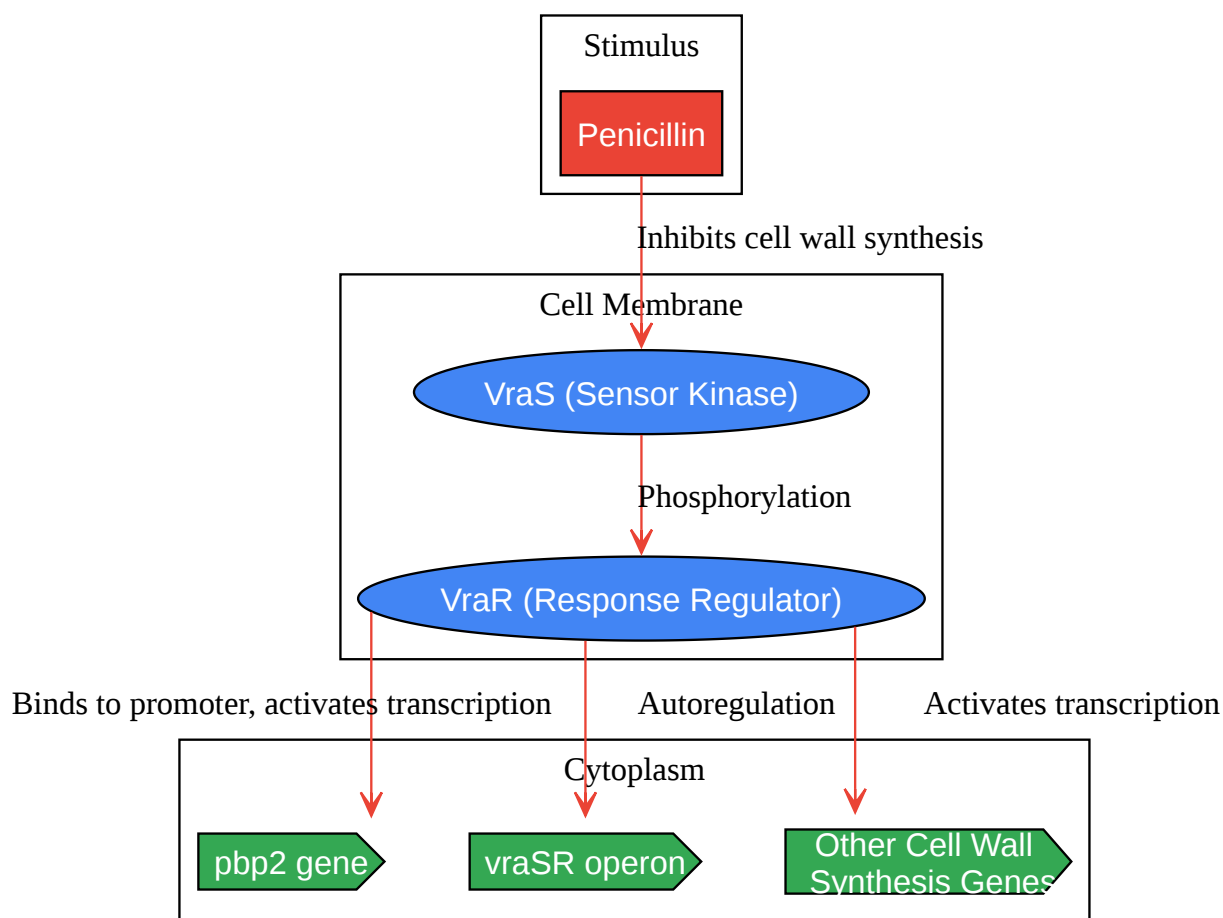 Stimulus
Penicillin
Inhibits cell wall synthesis
Cell Membrane
VraS (Sensor Kinase)
Phosphorylation
VraR (Response Regulator)
Binds to promoter, activates transcription
Autoregulation
Activates transcription
Cytoplasm
pbp2 gene
vraSR operon
Other Cell Wall
Synthesis Genes